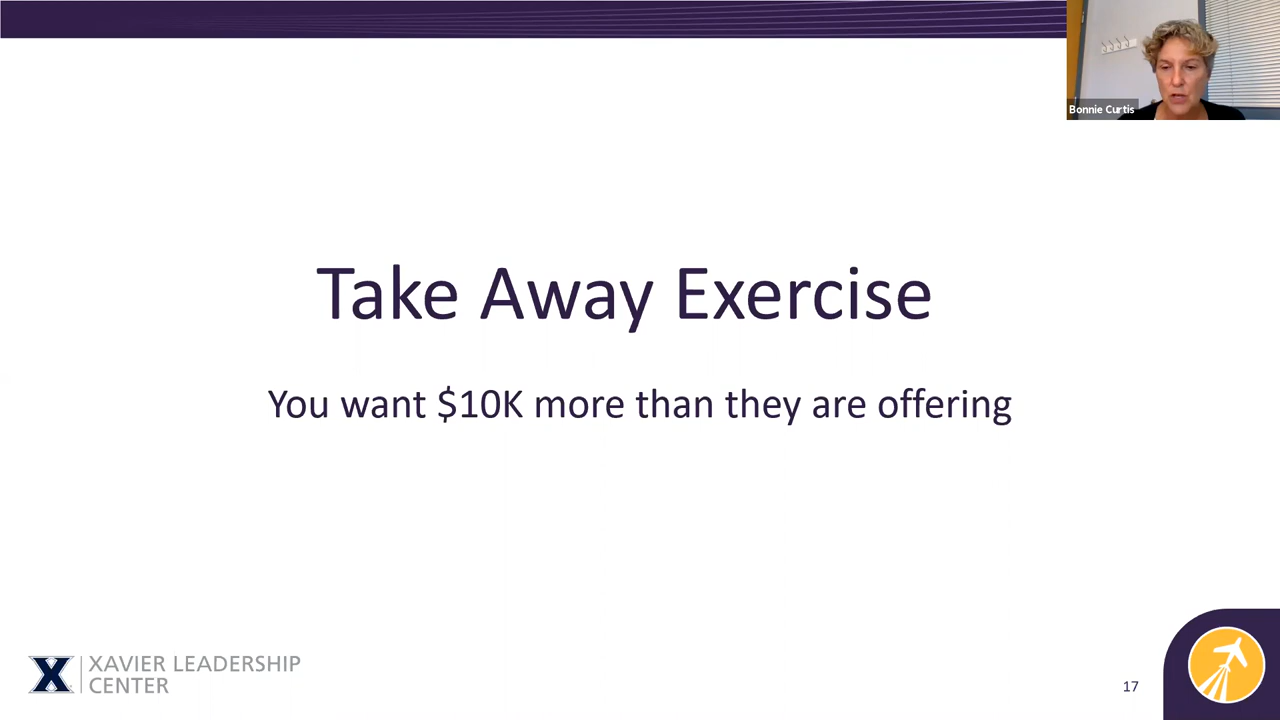 Bonnie Curtis
Take Away Exercise
You want $10K more than they are offering
X
XAVIER LEADERSHIP
CENTER
17